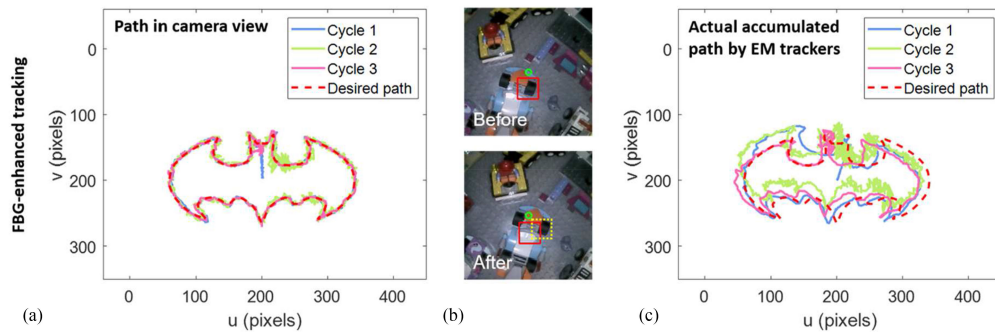 FBG-enhanced tracking
Path in camera view
Cycle 1
Cycle 2
Cycle 3
Desired path
v (pixels)
0
100
200
300
0 100 200 300 400
u (pixels)
(a)
Before
After
(b)
Actual accumulated
path by EM trackers
Cycle 1
Cycle 2
Cycle 3
Desired path
v (pixels)
0
100
200
300
0 100 200 300 400
u (pixels)
(c)